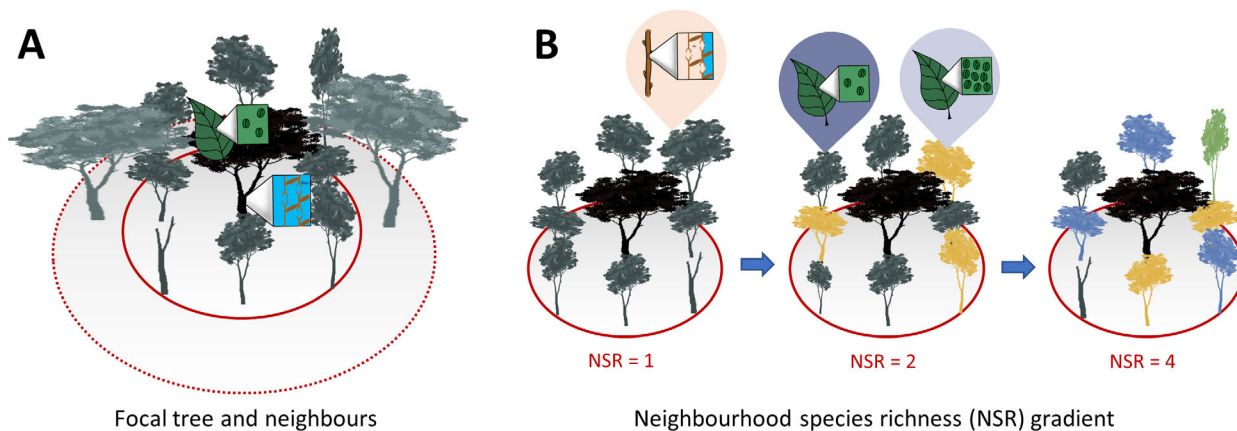 A
B
NSR = 1
NSR = 2
NSR = 4
Focal tree and neighbours
Neighbourhood species richness (NSR) gradient